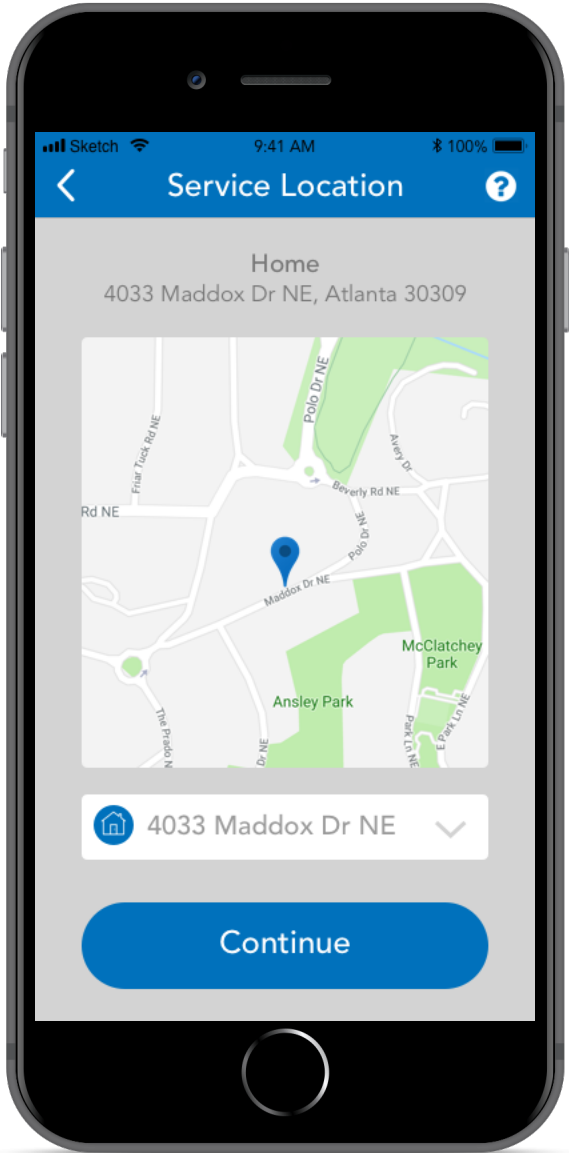 Sketch 9:41 AM 100%
Service Location ?
Home
4033 Maddox Dr NE, Atlanta 30309
Polo Dr NE
Friar Tuck Rd NE
Avery Dr
Beverly Rd NE
Rd NE
Polo Dr NE
Maddox Dr NE
McClatchey
Park
Ansley Park
The Prado N
Dr NE
Park Ln NE
E Park Ln NE
4033 Maddox Dr NE
Continue